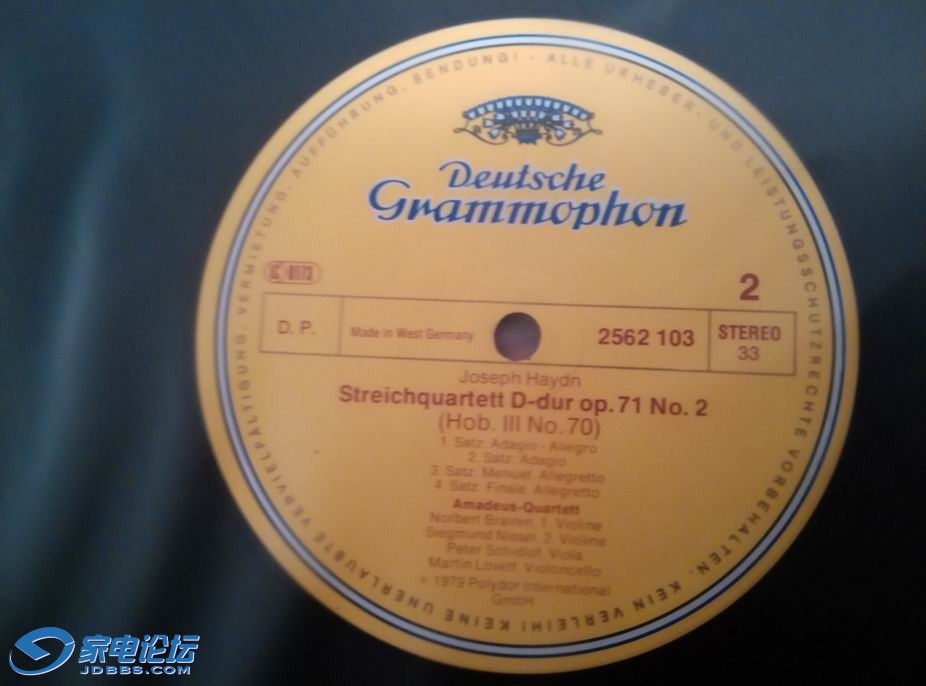 VERVIELFÄLTIGUNG, VERMIETUNG, AUFFÜHRUNG, SENDUNG! - ALLE URHEBER- UND LEISTUNGSSCHUTZRECHTE VORBEHALTEN. KEIN VERLEIH! KEINE UNERLAUBTE
Deutsche
Grammophon
LC 0173
2
D. P.
Made in West Germany
2562 103
STEREO
33
Joseph Haydn
Streichquartett D-dur op. 71 No. 2
(Hob. III No. 70)
1. Satz: Adagio - Allegro
2. Satz: Adagio
3. Satz: Menuet. Allegretto
4. Satz: Finale. Allegretto
Amadeus-Quartett
Norbert Brainin, 1. Violine
Siegmund Nissel, 2. Violine
Peter Schidlof, Viola
Martin Lovett, Violoncello
℗ 1979 Polydor International
GmbH
家电论坛
JDBBS.COM